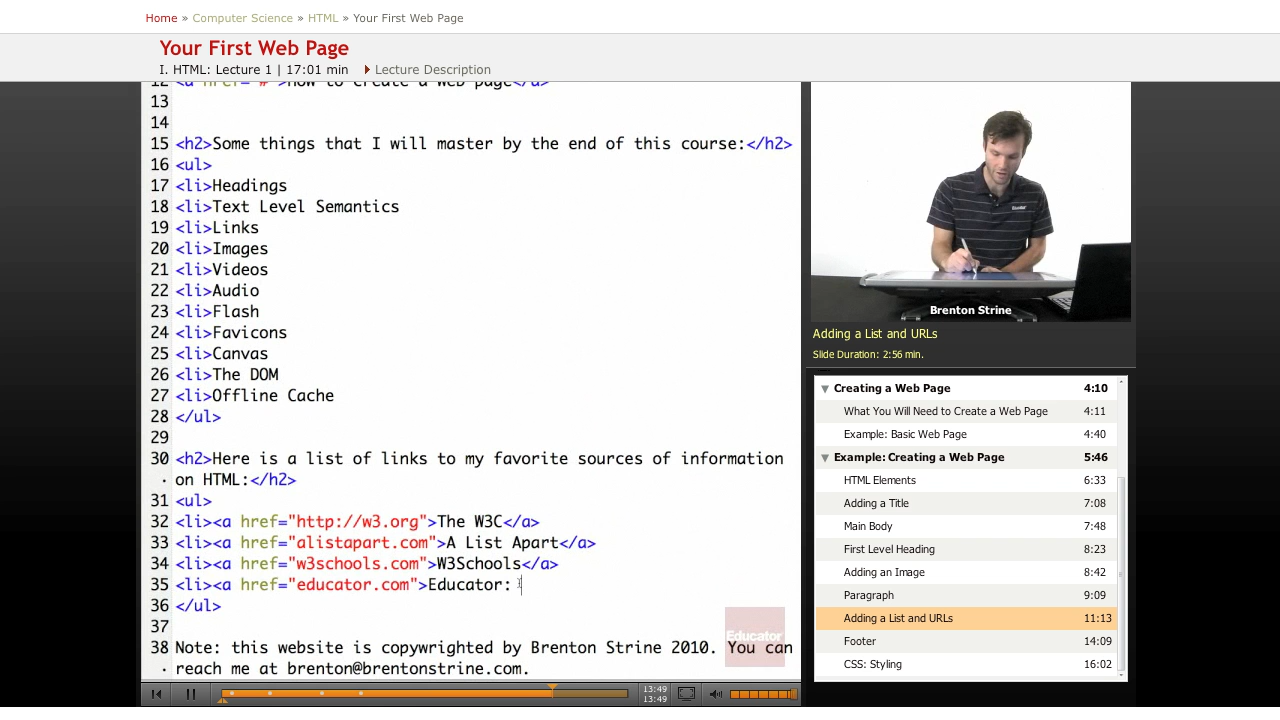 Home » Computer Science » HTML » Your First Web Page
Your First Web Page
I. HTML: Lecture 1 | 17:01 min
Lecture Description
12 <a href="#">How to create a web page</a>
13
14
15 <h2>Some things that I will master by the end of this course:</h2>
16 <ul>
17 <li>Headings
18 <li>Text Level Semantics
19 <li>Links
20 <li>Images
21 <li>Videos
22 <li>Audio
23 <li>Flash
24 <li>Favicons
25 <li>Canvas
26 <li>The DOM
27 <li>Offline Cache
28 </ul>
29
30 <h2>Here is a list of links to my favorite sources of information
· on HTML:</h2>
31 <ul>
32 <li><a href="http://w3.org">The W3C</a>
33 <li><a href="alistapart.com">A List Apart</a>
34 <li><a href="w3schools.com">W3Schools</a>
35 <li><a href="educator.com">Educator:
36 </ul>
37
38 Note: this website is copywrighted by Brenton Strine 2010. You can
· reach me at brenton@brentonstrine.com.
Educator
13:49
13:49
Brenton Strine
Adding a List and URLs
Slide Duration: 2:56 min.
Creating a Web Page 4:10
What You Will Need to Create a Web Page 4:11
Example: Basic Web Page 4:40
Example: Creating a Web Page 5:46
HTML Elements 6:33
Adding a Title 7:08
Main Body 7:48
First Level Heading 8:23
Adding an Image 8:42
Paragraph 9:09
Adding a List and URLs 11:13
Footer 14:09
CSS: Styling 16:02